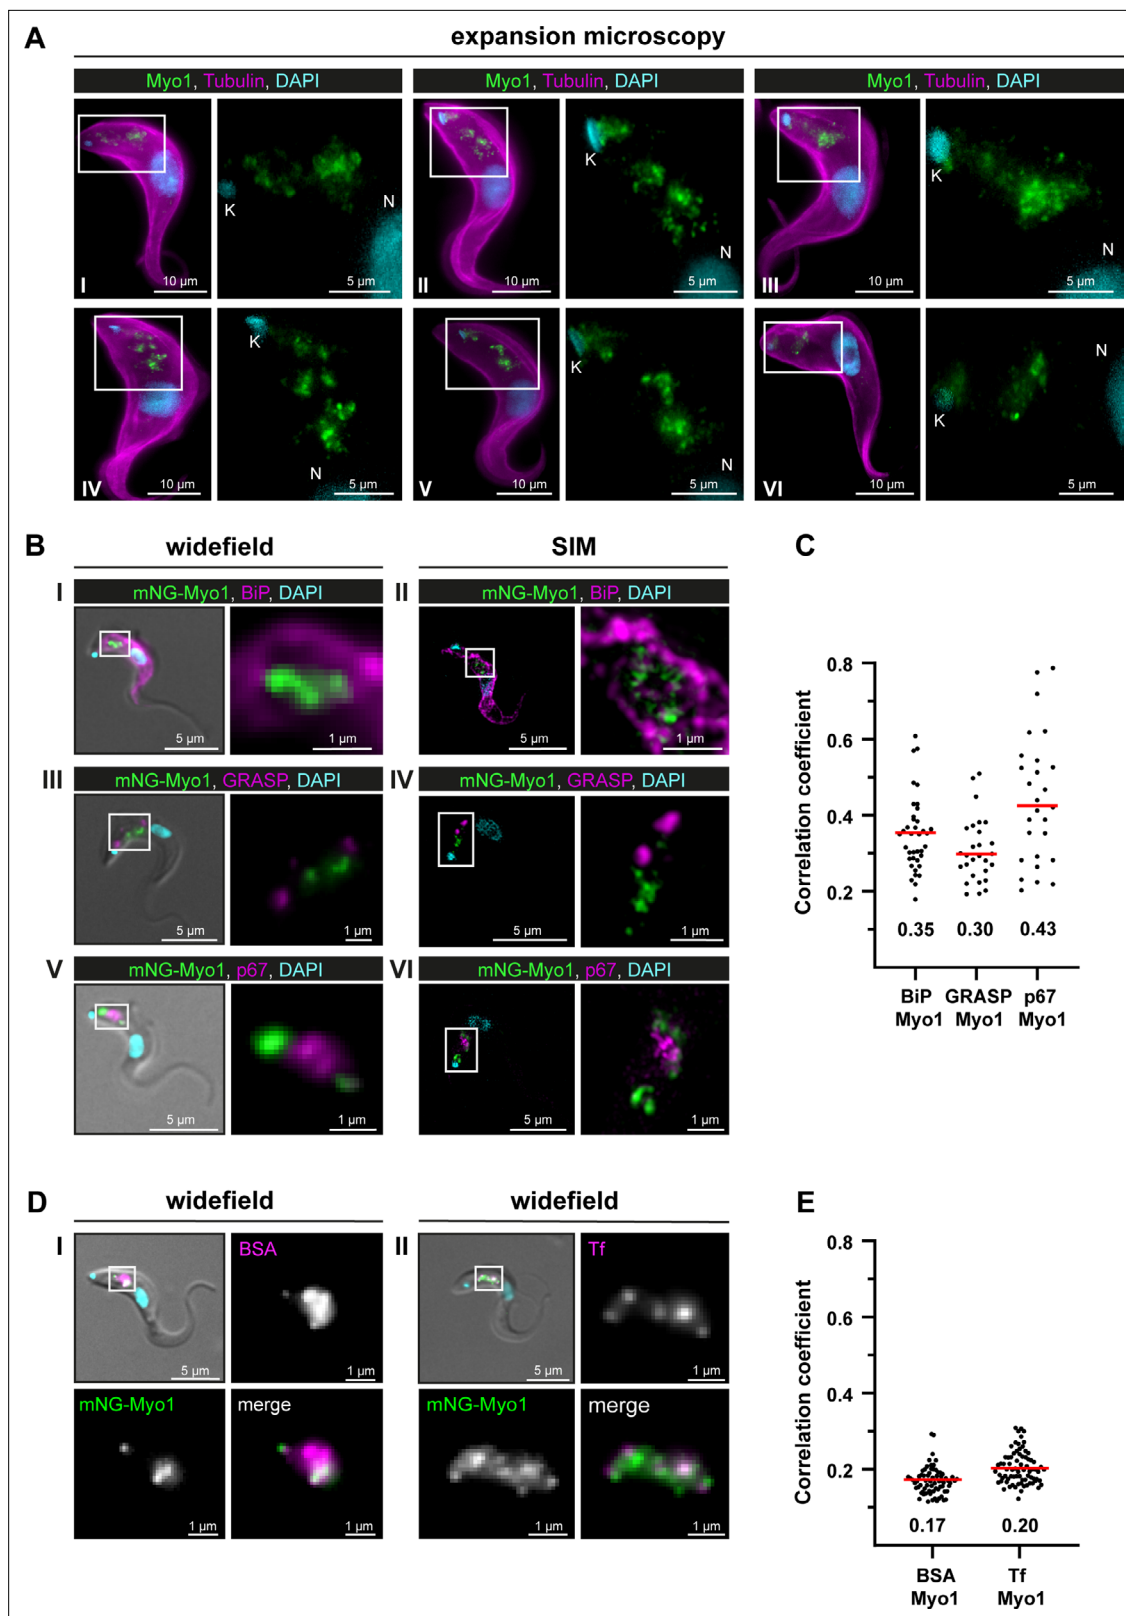 A
expansion microscopy
Myo1, Tubulin, DAPI
Myo1, Tubulin, DAPI
Myo1, Tubulin, DAPI
K
N
I
10 µm
5 µm
K
N
II
10 µm
5 µm
K
N
III
10 µm
5 µm
K
N
IV
10 µm
5 µm
K
N
V
10 µm
5 µm
K
N
VI
10 µm
5 µm
B
widefield
SIM
I
mNG-Myo1, BiP, DAPI
5 µm
1 µm
II
mNG-Myo1, BiP, DAPI
5 µm
1 µm
III
mNG-Myo1, GRASP, DAPI
5 µm
1 µm
IV
mNG-Myo1, GRASP, DAPI
5 µm
1 µm
V
mNG-Myo1, p67, DAPI
5 µm
1 µm
VI
mNG-Myo1, p67, DAPI
5 µm
1 µm
C
Correlation coefficient
0.8
0.6
0.4
0.2
0.35
0.30
0.43
BiP
Myo1
GRASP
Myo1
p67
Myo1
D
widefield
widefield
I
5 µm
BSA
1 µm
mNG-Myo1
1 µm
merge
1 µm
II
5 µm
Tf
1 µm
mNG-Myo1
1 µm
merge
1 µm
E
Correlation coefficient
0.8
0.6
0.4
0.2
0.17
0.20
BSA
Myo1
Tf
Myo1